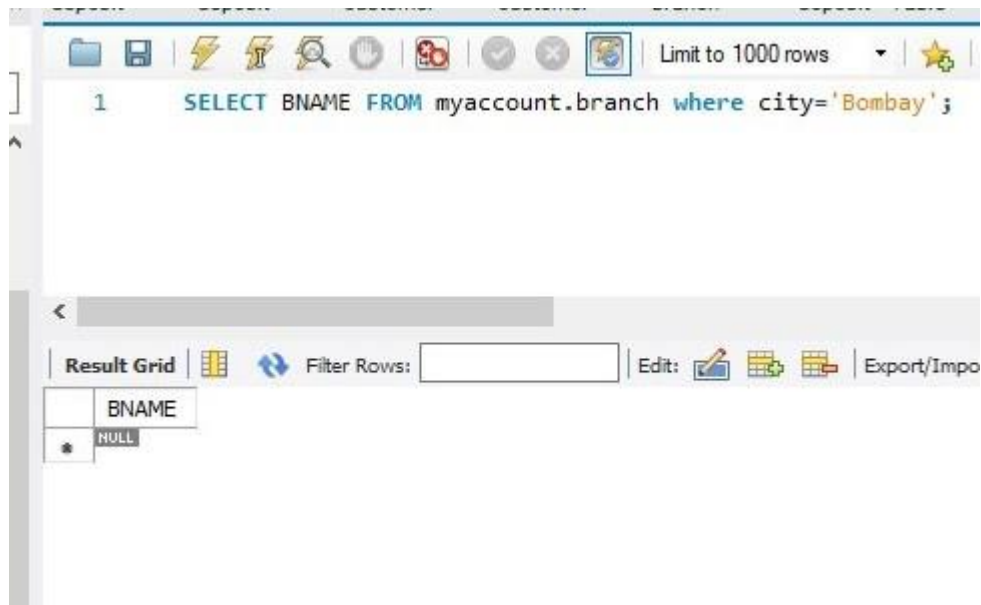 Limit to 1000 rows
1 SELECT BNAME FROM myaccount.branch where city='Bombay';
Result Grid Filter Rows: Edit: Export/Impo
BNAME
NULL